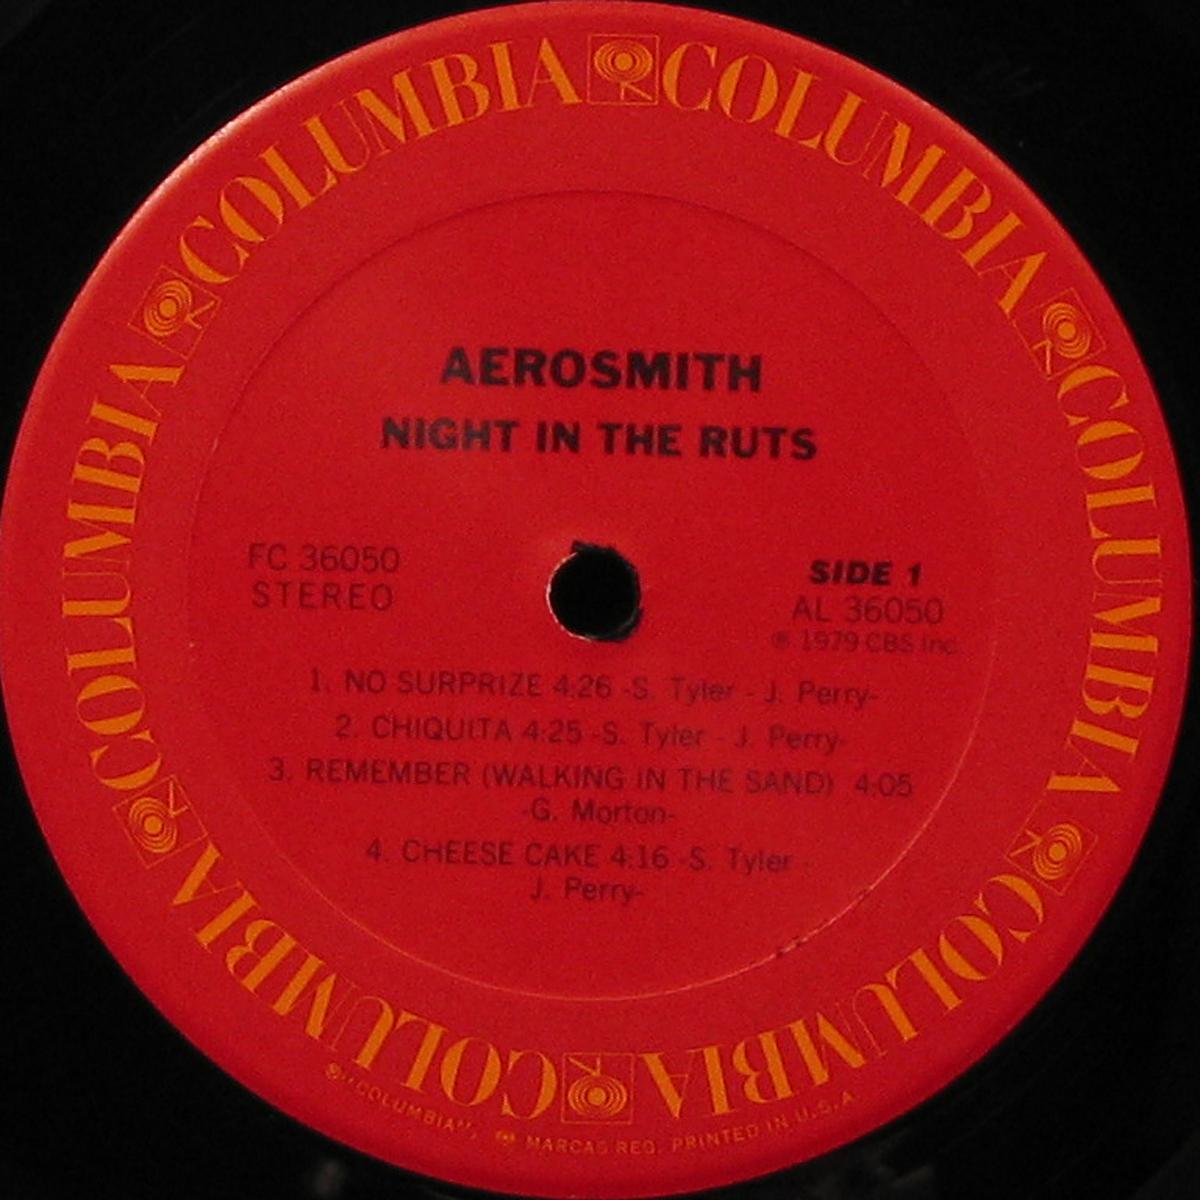 COLUMBIA COLUMBIA COLUMBIA COLUMBIA COLUMBIA COLUMBIA
AEROSMITH
NIGHT IN THE RUTS
FC 36050
STEREO
SIDE 1
AL 36050
℗ 1979 CBS Inc.
1. NO SURPRIZE 4:26 -S. Tyler - J. Perry-
2. CHIQUITA 4:25 -S. Tyler - J. Perry-
3. REMEMBER (WALKING IN THE SAND) 4:05
-G. Morton-
4. CHEESE CAKE 4:16 -S. Tyler -
J. Perry-
"COLUMBIA", MARCAS REG. PRINTED IN U.S.A.